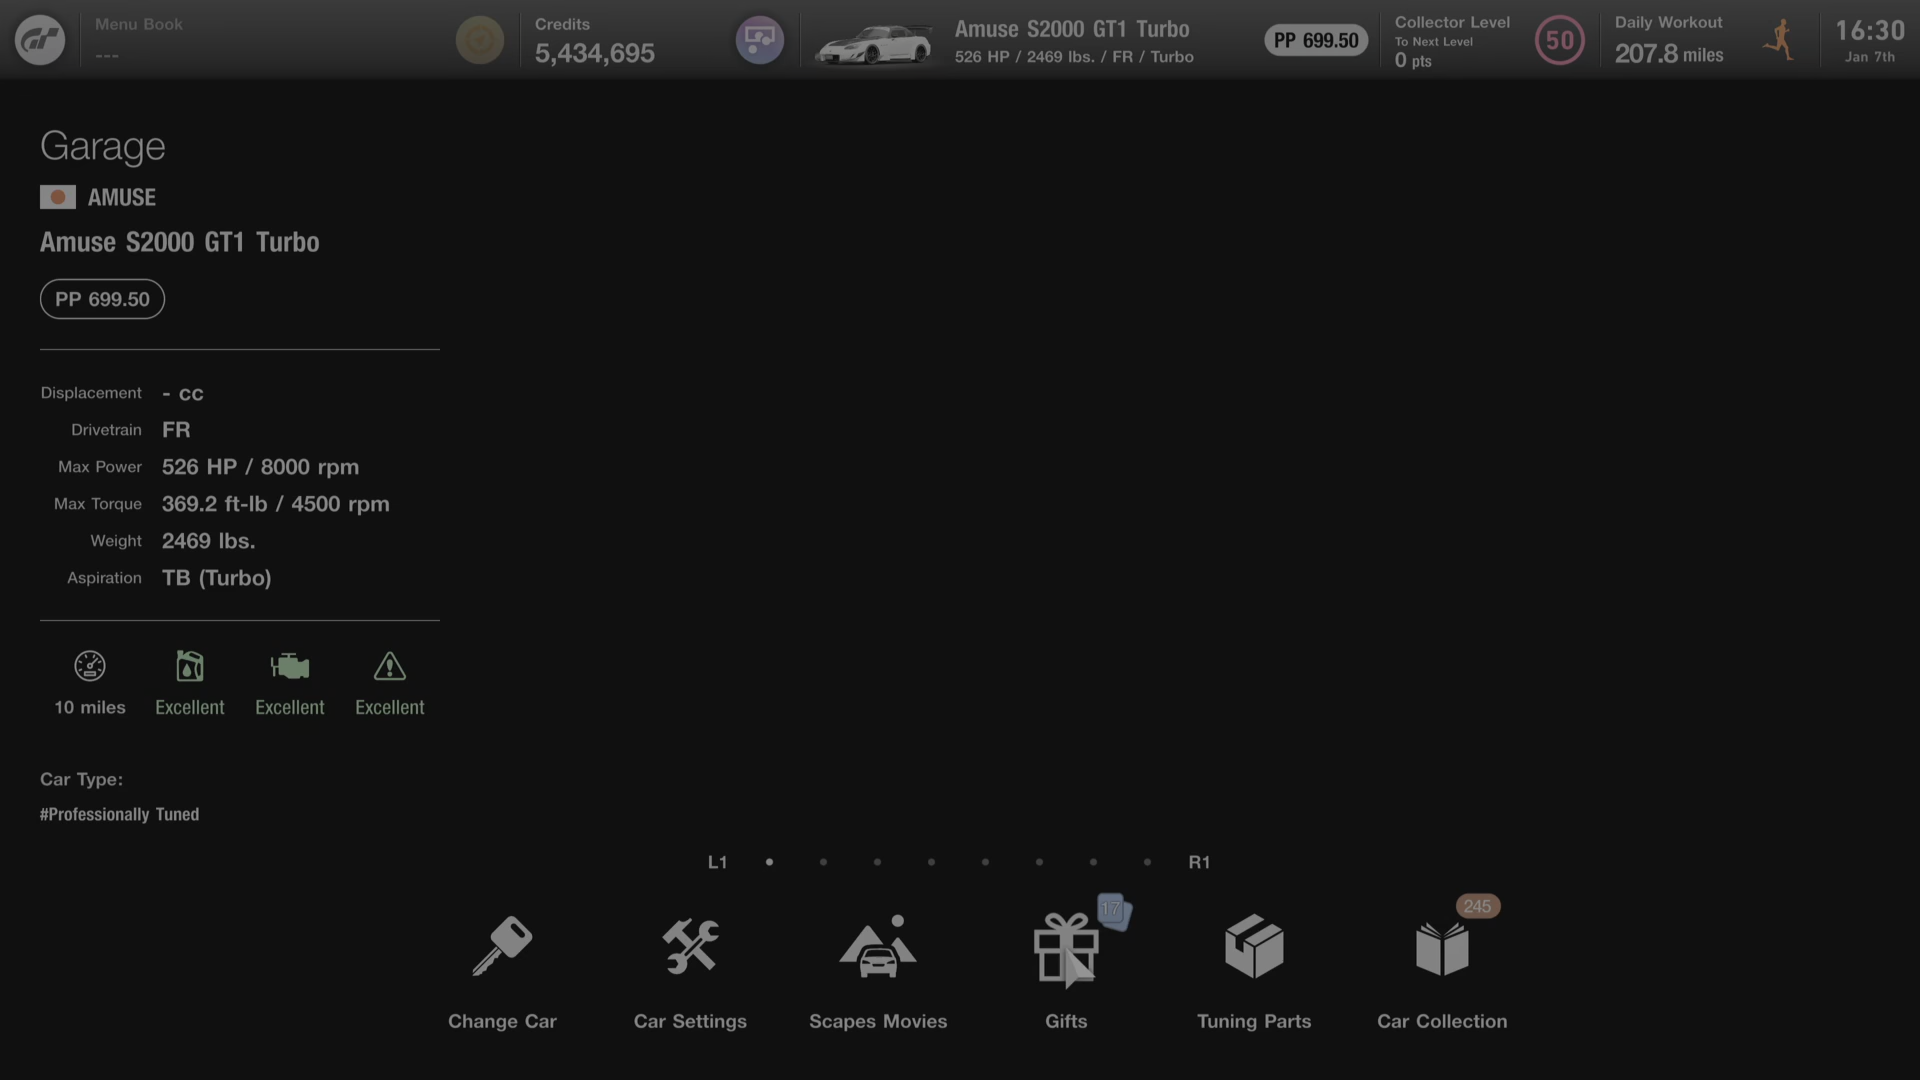 Menu Book
---
Credits
5,434,695
Amuse S2000 GT1 Turbo
526 HP / 2469 lbs. / FR / Turbo
PP 699.50
Collector Level
To Next Level
0 pts
50
Daily Workout
207.8 miles
16:30
Jan 7th
Garage
AMUSE
Amuse S2000 GT1 Turbo
PP 699.50
Displacement - cc
Drivetrain FR
Max Power 526 HP / 8000 rpm
Max Torque 369.2 ft-lb / 4500 rpm
Weight 2469 lbs.
Aspiration TB (Turbo)
10 miles Excellent Excellent Excellent
Car Type:
#Professionally Tuned
L1 R1
17 245
Change Car Car Settings Scapes Movies Gifts Tuning Parts Car Collection